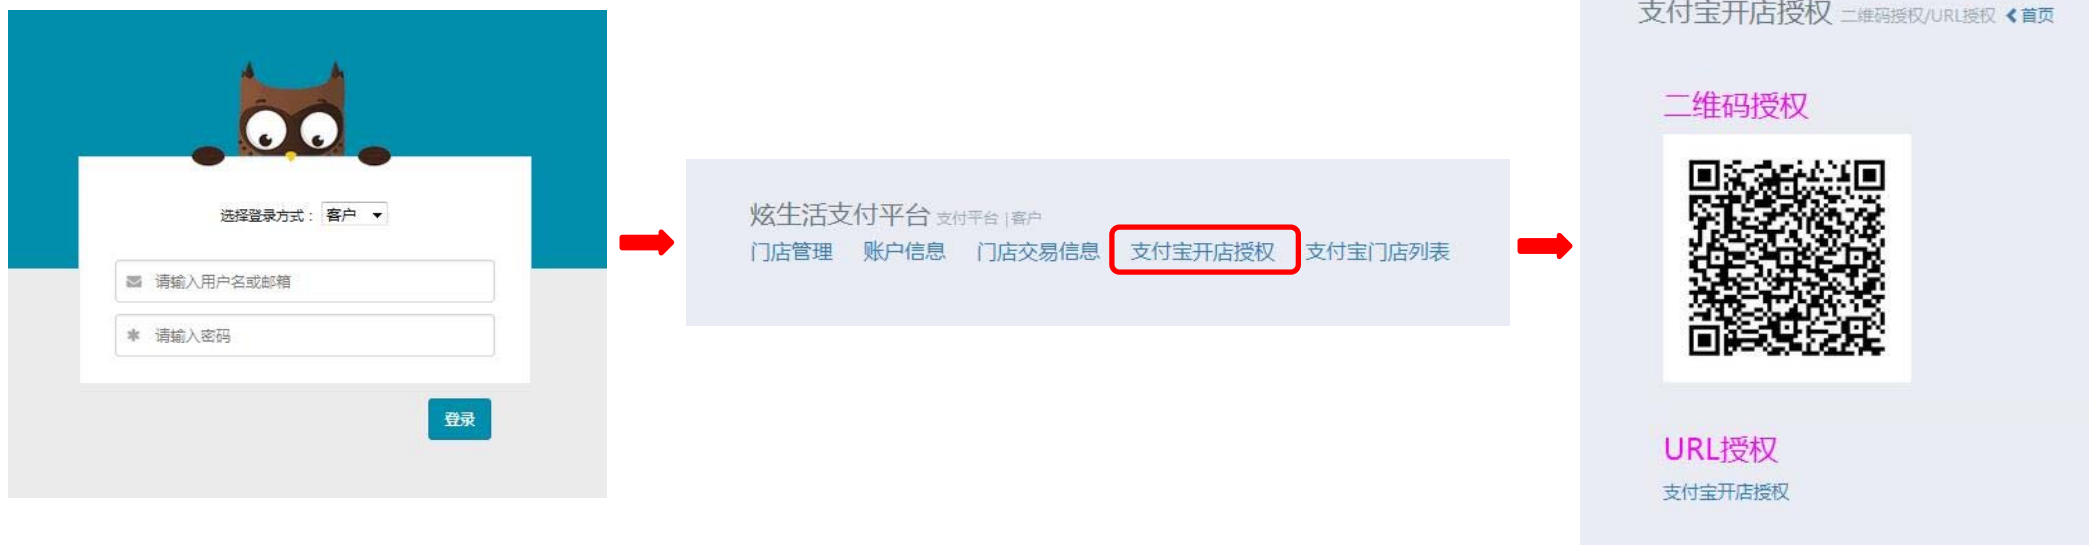 选择登录方式： 客户
请输入用户名或邮箱
请输入密码
登录
炫生活支付平台 支付平台 | 客户
门店管理 账户信息 门店交易信息 支付宝开店授权 支付宝门店列表
支付宝开店授权 二维码授权/URL授权 首页
二维码授权
URL授权
支付宝开店授权